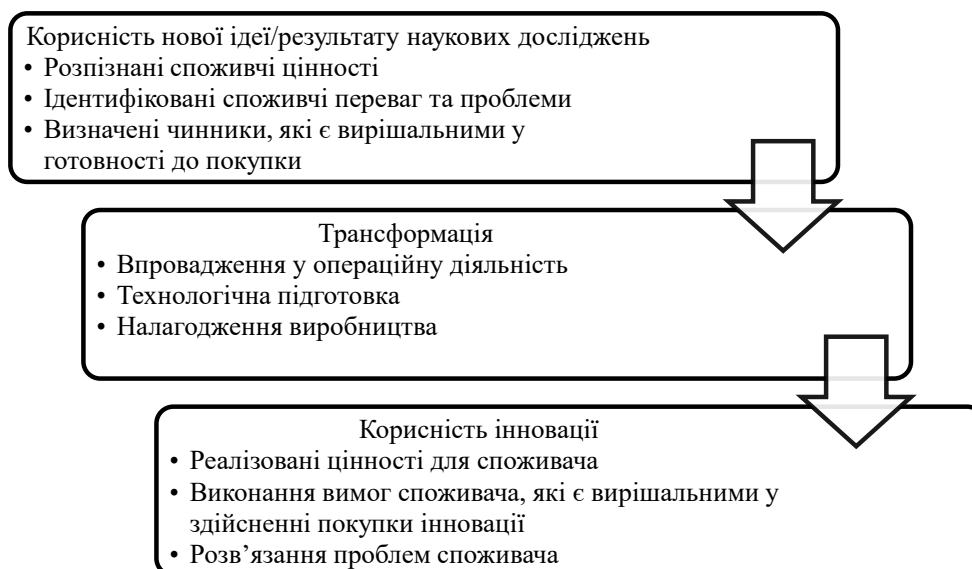 Корисність нової ідеї/результату наукових досліджень
• Розпізнані споживчі цінності
• Ідентифіковані споживчі переваг та проблеми
• Визначені чинники, які є вирішальними у
готовності до покупки
Трансформація
• Впровадження у операційну діяльність
• Технологічна підготовка
• Налагодження виробництва
Корисність інновації
• Реалізовані цінності для споживача
• Виконання вимог споживача, які є вирішальними у
здійсненні покупки інновації
• Розв’язання проблем споживача